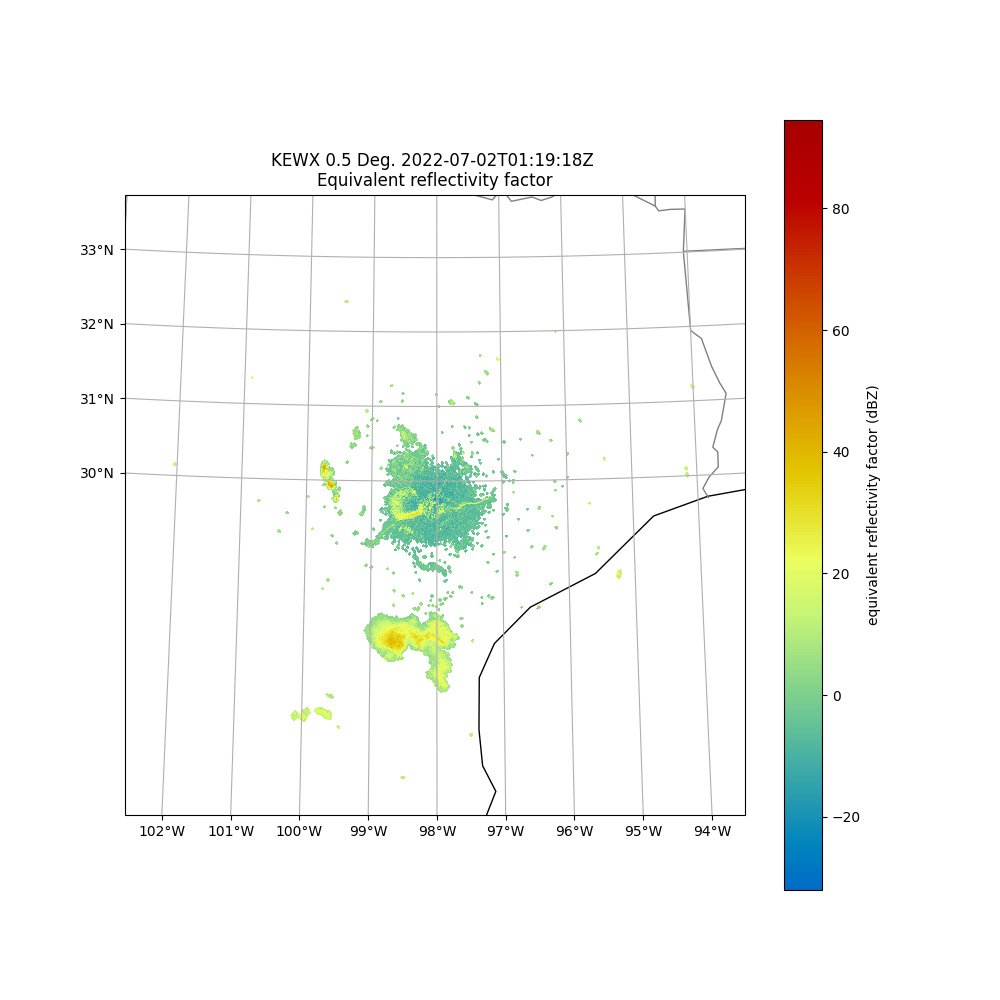 KEWX 0.5 Deg. 2022-07-02T01:19:18Z
Equivalent reflectivity factor
33°N
32°N
31°N
30°N
102°W 101°W 100°W 99°W 98°W 97°W 96°W 95°W 94°W
80
60
40
20
0
−20
equivalent reflectivity factor (dBZ)